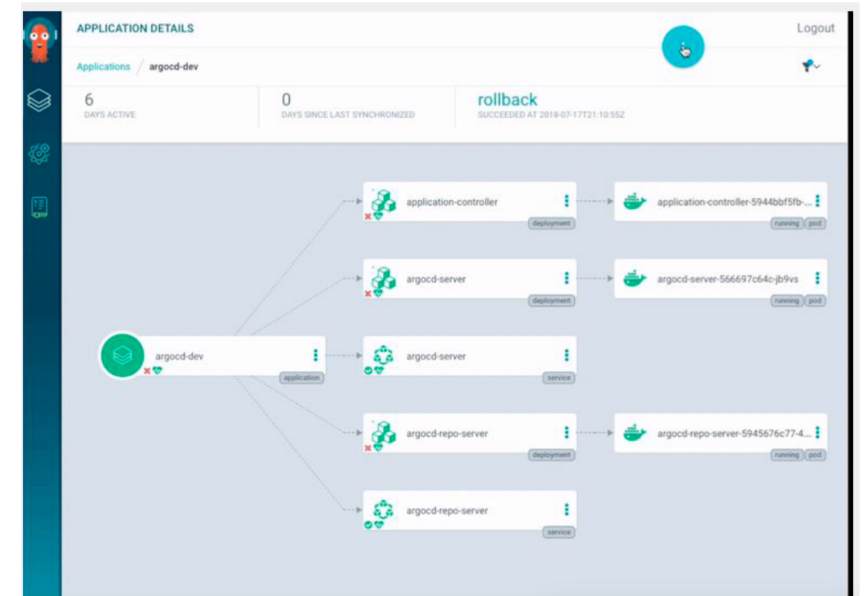 APPLICATION DETAILS
Logout
Applications / argocd-dev
6
DAYS ACTIVE
0
DAYS SINCE LAST SYNCHRONIZED
rollback
SUCCEEDED AT 2018-07-17T21:10:55Z
application-controller
deployment
application-controller-5944bbf5fb-...
running pod
argocd-server
deployment
argocd-server-566697c64c-jb9vs
running pod
argocd-dev
application
argocd-server
service
argocd-repo-server
deployment
argocd-repo-server-5945676c77-4...
running pod
argocd-repo-server
service